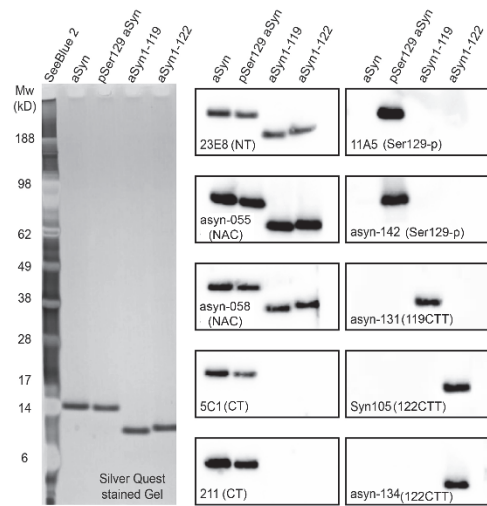 SeeBlue 2
aSyn
pSer129 aSyn
aSyn1-119
aSyn1-122
Mw
(kD)
188
98
62
49
38
28
17
14
6
Silver Quest
stained Gel
aSyn
pSer129 aSyn
aSyn1-119
aSyn1-122
23E8 (NT)
asyn-055
(NAC)
asyn-058
(NAC)
5C1 (CT)
211 (CT)
aSyn
pSer129 aSyn
aSyn1-119
aSyn1-122
11A5 (Ser129-p)
asyn-142 (Ser129-p)
asyn-131(119CTT)
Syn105(122CTT)
asyn-134(122CTT)